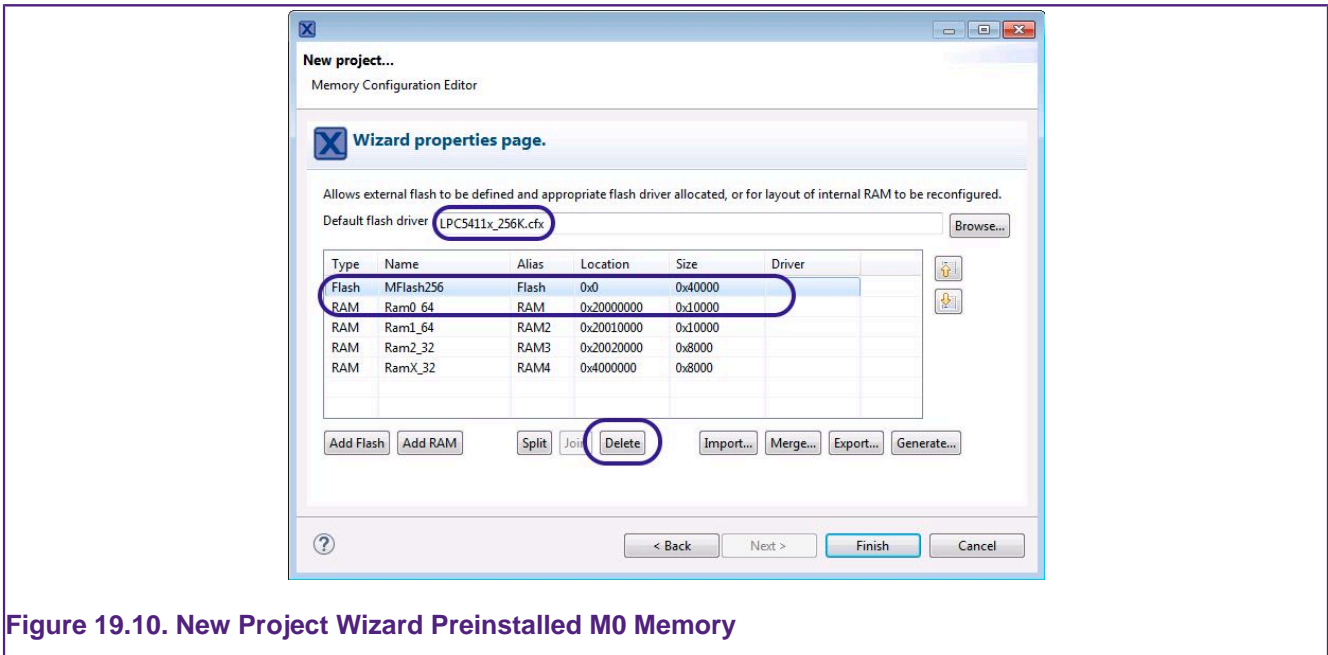 New project...
Memory Configuration Editor
Wizard properties page.
Allows external flash to be defined and appropriate flash driver allocated, or for layout of internal RAM to be reconfigured.
Default flash driver LPC5411x_256K.cfx Browse...
Type Name Alias Location Size Driver
Flash MFlash256 Flash 0x0 0x40000
RAM Ram0_64 RAM 0x20000000 0x10000
RAM Ram1_64 RAM2 0x20010000 0x10000
RAM Ram2_32 RAM3 0x20020000 0x8000
RAM RamX_32 RAM4 0x4000000 0x8000
Add Flash Add RAM Split Join Delete Import... Merge... Export... Generate...
? < Back Next > Finish Cancel
Figure 19.10. New Project Wizard Preinstalled M0 Memory